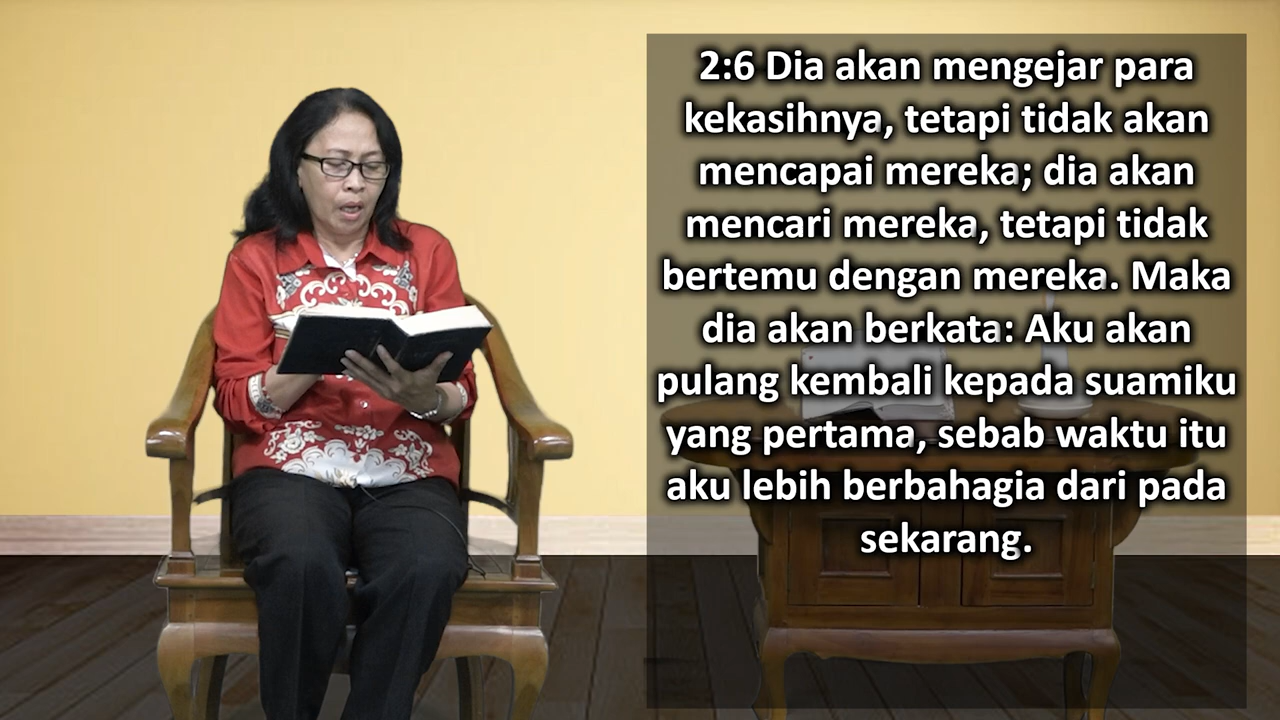 2:6 Dia akan mengejar para
kekasihnya, tetapi tidak akan
mencapai mereka; dia akan
mencari mereka, tetapi tidak
bertemu dengan mereka. Maka
dia akan berkata: Aku akan
pulang kembali kepada suamiku
yang pertama, sebab waktu itu
aku lebih berbahagia dari pada
sekarang.